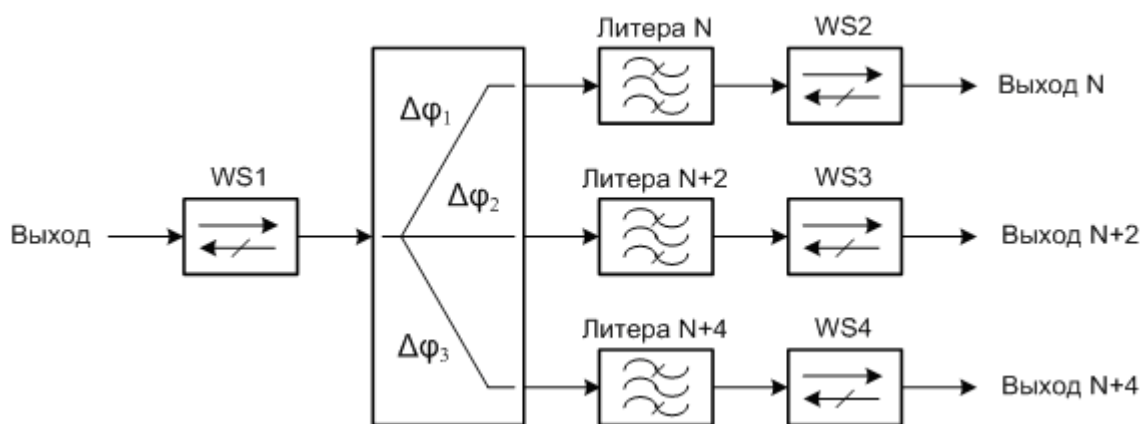 Литера N
WS2
Δφ₁
Выход N
WS1
Δφ₂
Литера N+2
WS3
Выход
Выход N+2
Δφ₃
Литера N+4
WS4
Выход N+4